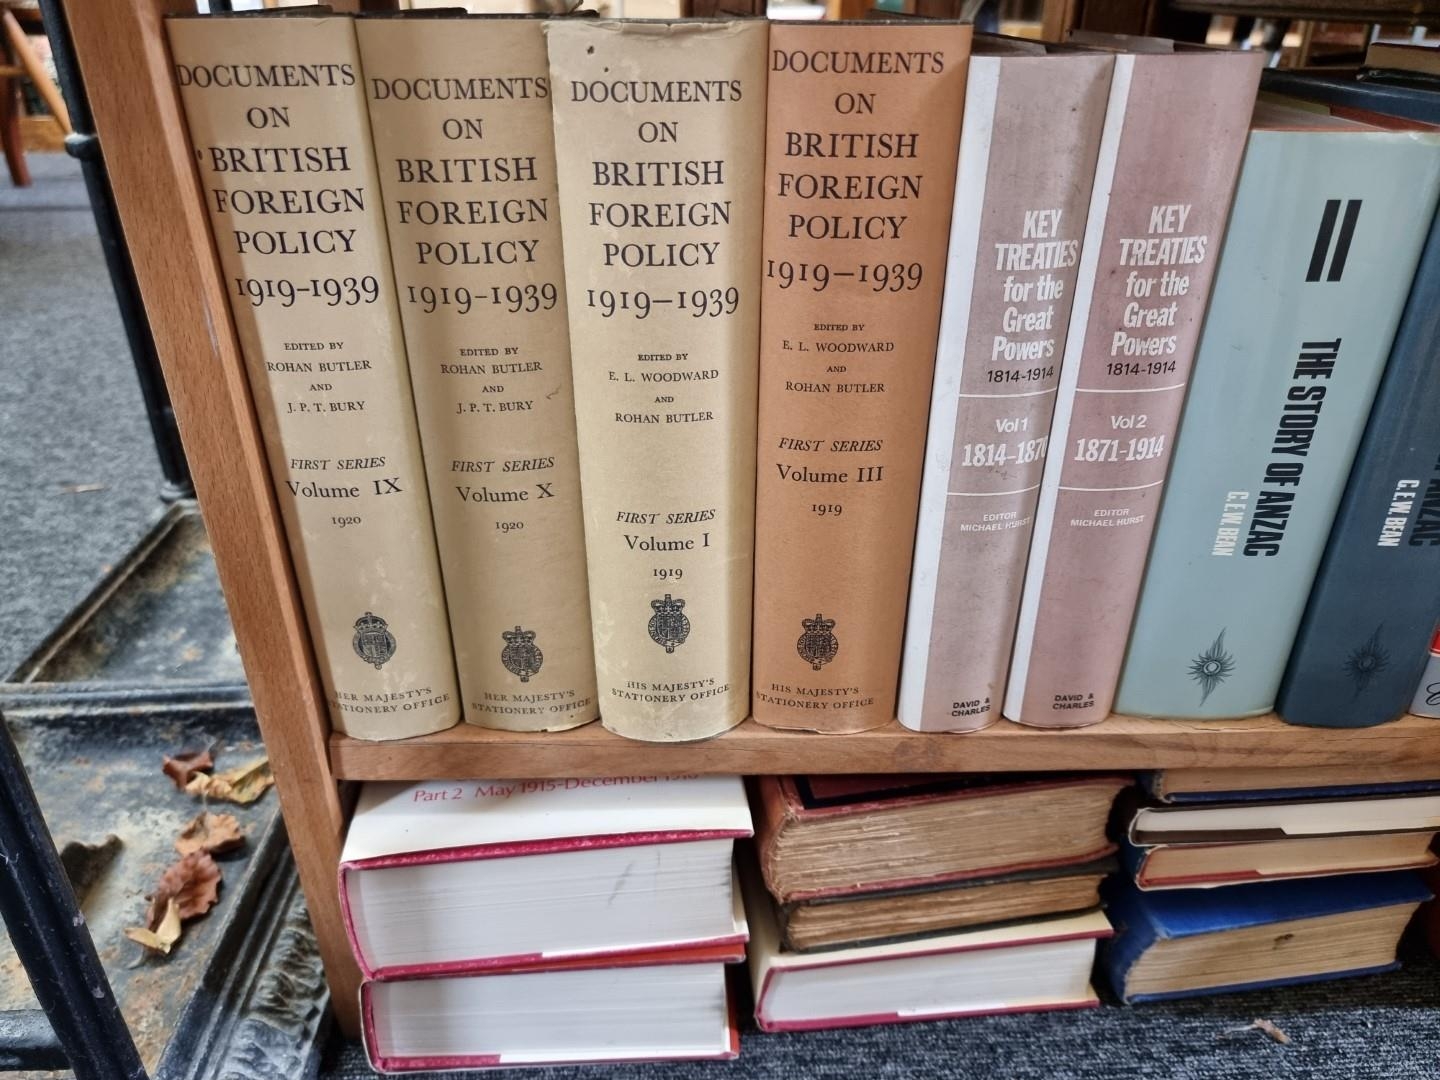 DOCUMENTS
ON
BRITISH
FOREIGN
POLICY
1919-1939
EDITED BY
ROHAN BUTLER
AND
J. P. T. BURY
FIRST SERIES
Volume IX
1920
HER MAJESTY'S
STATIONERY OFFICE
DOCUMENTS
ON
BRITISH
FOREIGN
POLICY
1919-1939
EDITED BY
ROHAN BUTLER
AND
J. P. T. BURY
FIRST SERIES
Volume X
1920
HER MAJESTY'S
STATIONERY OFFICE
DOCUMENTS
ON
BRITISH
FOREIGN
POLICY
1919-1939
EDITED BY
E. L. WOODWARD
AND
ROHAN BUTLER
FIRST SERIES
Volume I
1919
HIS MAJESTY'S
STATIONERY OFFICE
DOCUMENTS
ON
BRITISH
FOREIGN
POLICY
1919-1939
EDITED BY
E. L. WOODWARD
AND
ROHAN BUTLER
FIRST SERIES
Volume III
1919
HIS MAJESTY'S
STATIONERY OFFICE
KEY
TREATIES
for the
Great
Powers
1814-1914
Vol 1
1814-1870
EDITOR
MICHAEL HURST
DAVID &
CHARLES
KEY
TREATIES
for the
Great
Powers
1814-1914
Vol 2
1871-1914
EDITOR
MICHAEL HURST
DAVID &
CHARLES
II
THE STORY OF ANZAC
C.E.W. BEAN
ANZAC
C.E.W. BEAN
Part 2 May 1915-December 1916